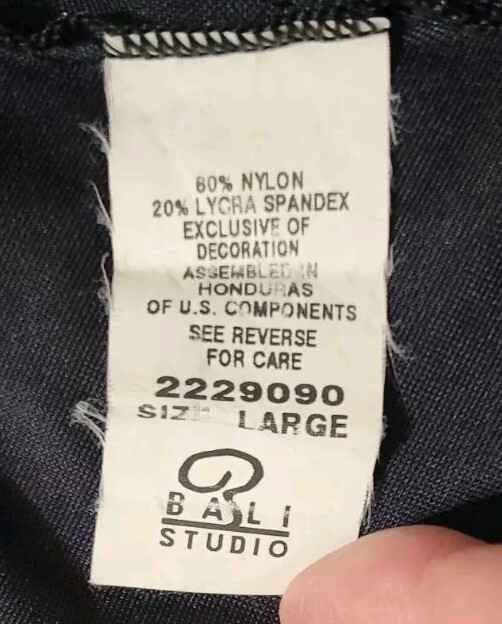 80% NYLON
20% LYCRA SPANDEX
EXCLUSIVE OF
DECORATION
ASSEMBLED IN
HONDURAS
OF U.S. COMPONENTS
SEE REVERSE
FOR CARE
2229090
SIZE LARGE
BALI
STUDIO